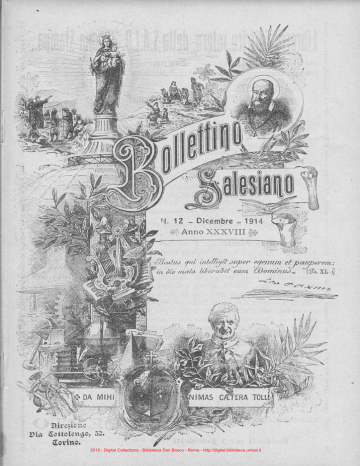 Bollettino
Salesiano
N. 12 - Dicembre - 1914
Anno XXXVIII
Beatus qui intelligit super egenum et pauperem:
in die mala liberabit eum Dominus. (Ps. XL.)
DA MIHI ANIMAS CÆTERA TOLLE
Direzione
Via Cottolengo, 32.
Torino.
2015 - Digital Collections - Biblioteca Don Bosco - Roma - http://digital.biblioteca.unisal.it